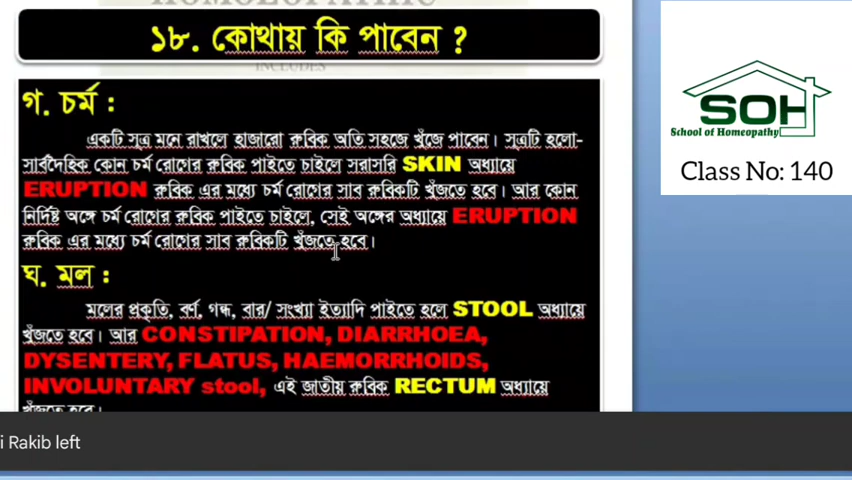 ১৮. কোথায় কি পাবেন ?
INCLUDES
গ. চর্ম :
একটি সুত্র মনে রাখলে হাজারো রুবিক অতি সহজে খুঁজে পাবেন। সুত্রটি হলো-
সার্বদৈহিক কোন চর্ম রোগের রুবিক পাইতে চাইলে সরাসরি SKIN অধ্যায়ে
ERUPTION রুবিক এর মধ্যে চর্ম রোগের সাব রুবিকটি খুঁজতে হবে। আর কোন
নির্দিষ্ট অঙ্গে চর্ম রোগের রুবিক পাইতে চাইলে, সেই অঙ্গের অধ্যায়ে ERUPTION
রুবিক এর মধ্যে চর্ম রোগের সাব রুবিকটি খুঁজতে হবে।
ঘ. মল :
মলের প্রকৃতি, বর্ণ, গন্ধ, বার/ সংখ্যা ইত্যাদি পাইতে হলে STOOL অধ্যায়ে
খুঁজতে হবে। আর CONSTIPATION, DIARRHOEA,
DYSENTERY, FLATUS, HAEMORRHOIDS,
INVOLUNTARY stool, এই জাতীয় রুবিক RECTUM অধ্যায়ে
খুঁজতে হবে।
SOH
School of Homeopathy
Class No: 140
i Rakib left